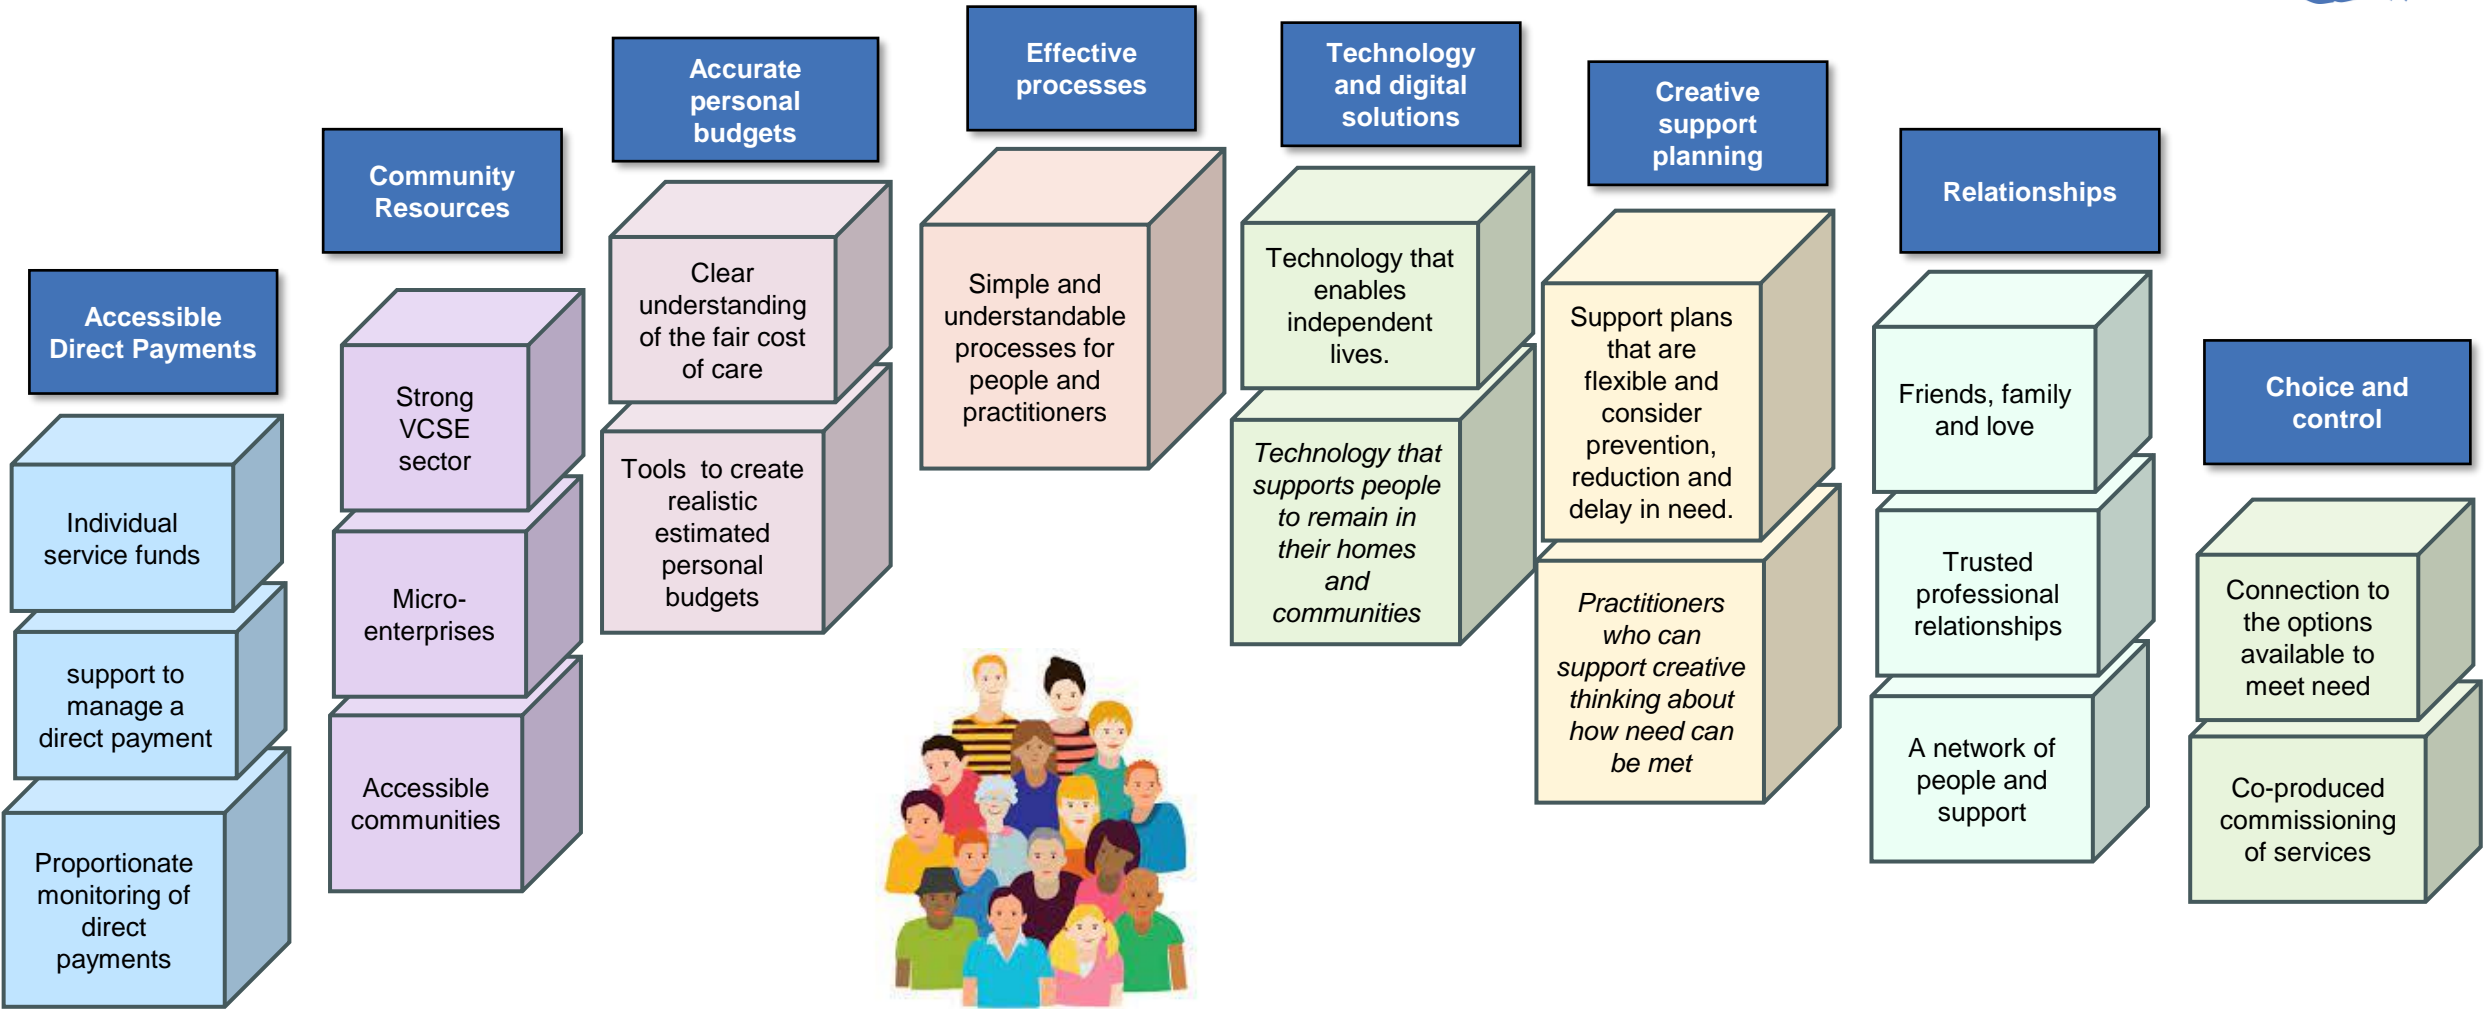 Accessible
Direct Payments
Individual
service funds
support to
manage a
direct payment
Proportionate
monitoring of
direct
payments
Community
Resources
Strong
VCSE
sector
Micro-
enterprises
Accessible
communities
Accurate
personal
budgets
Clear
understanding
of the fair cost
of care
Tools to create
realistic
estimated
personal
budgets
Effective
processes
Simple and
understandable
processes for
people and
practitioners
Technology
and digital
solutions
Technology that
enables
independent
lives.
Technology that
supports people
to remain in
their homes
and
communities
Creative
support
planning
Support plans
that are
flexible and
consider
prevention,
reduction and
delay in need.
Practitioners
who can
support creative
thinking about
how need can
be met
Relationships
Friends, family
and love
Trusted
professional
relationships
A network of
people and
support
Choice and
control
Connection to
the options
available to
meet need
Co-produced
commissioning
of services